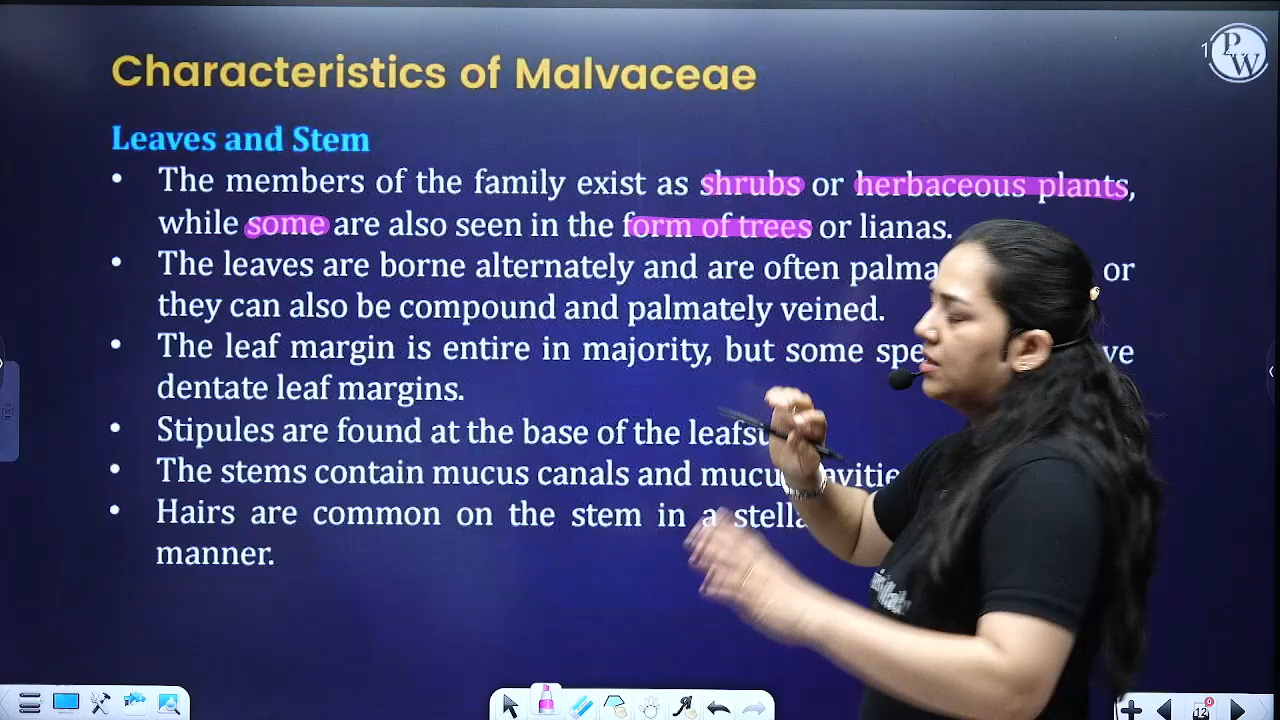 Characteristics of Malvaceae
Leaves and Stem
• The members of the family exist as shrubs or herbaceous plants,
while some are also seen in the form of trees or lianas.
• The leaves are borne alternately and are often palma or
they can also be compound and palmately veined.
• The leaf margin is entire in majority, but some spe ve
dentate leaf margins.
• Stipules are found at the base of the leafs
• The stems contain mucus canals and mucu avitie
• Hairs are common on the stem in a stella
manner.
PW
12